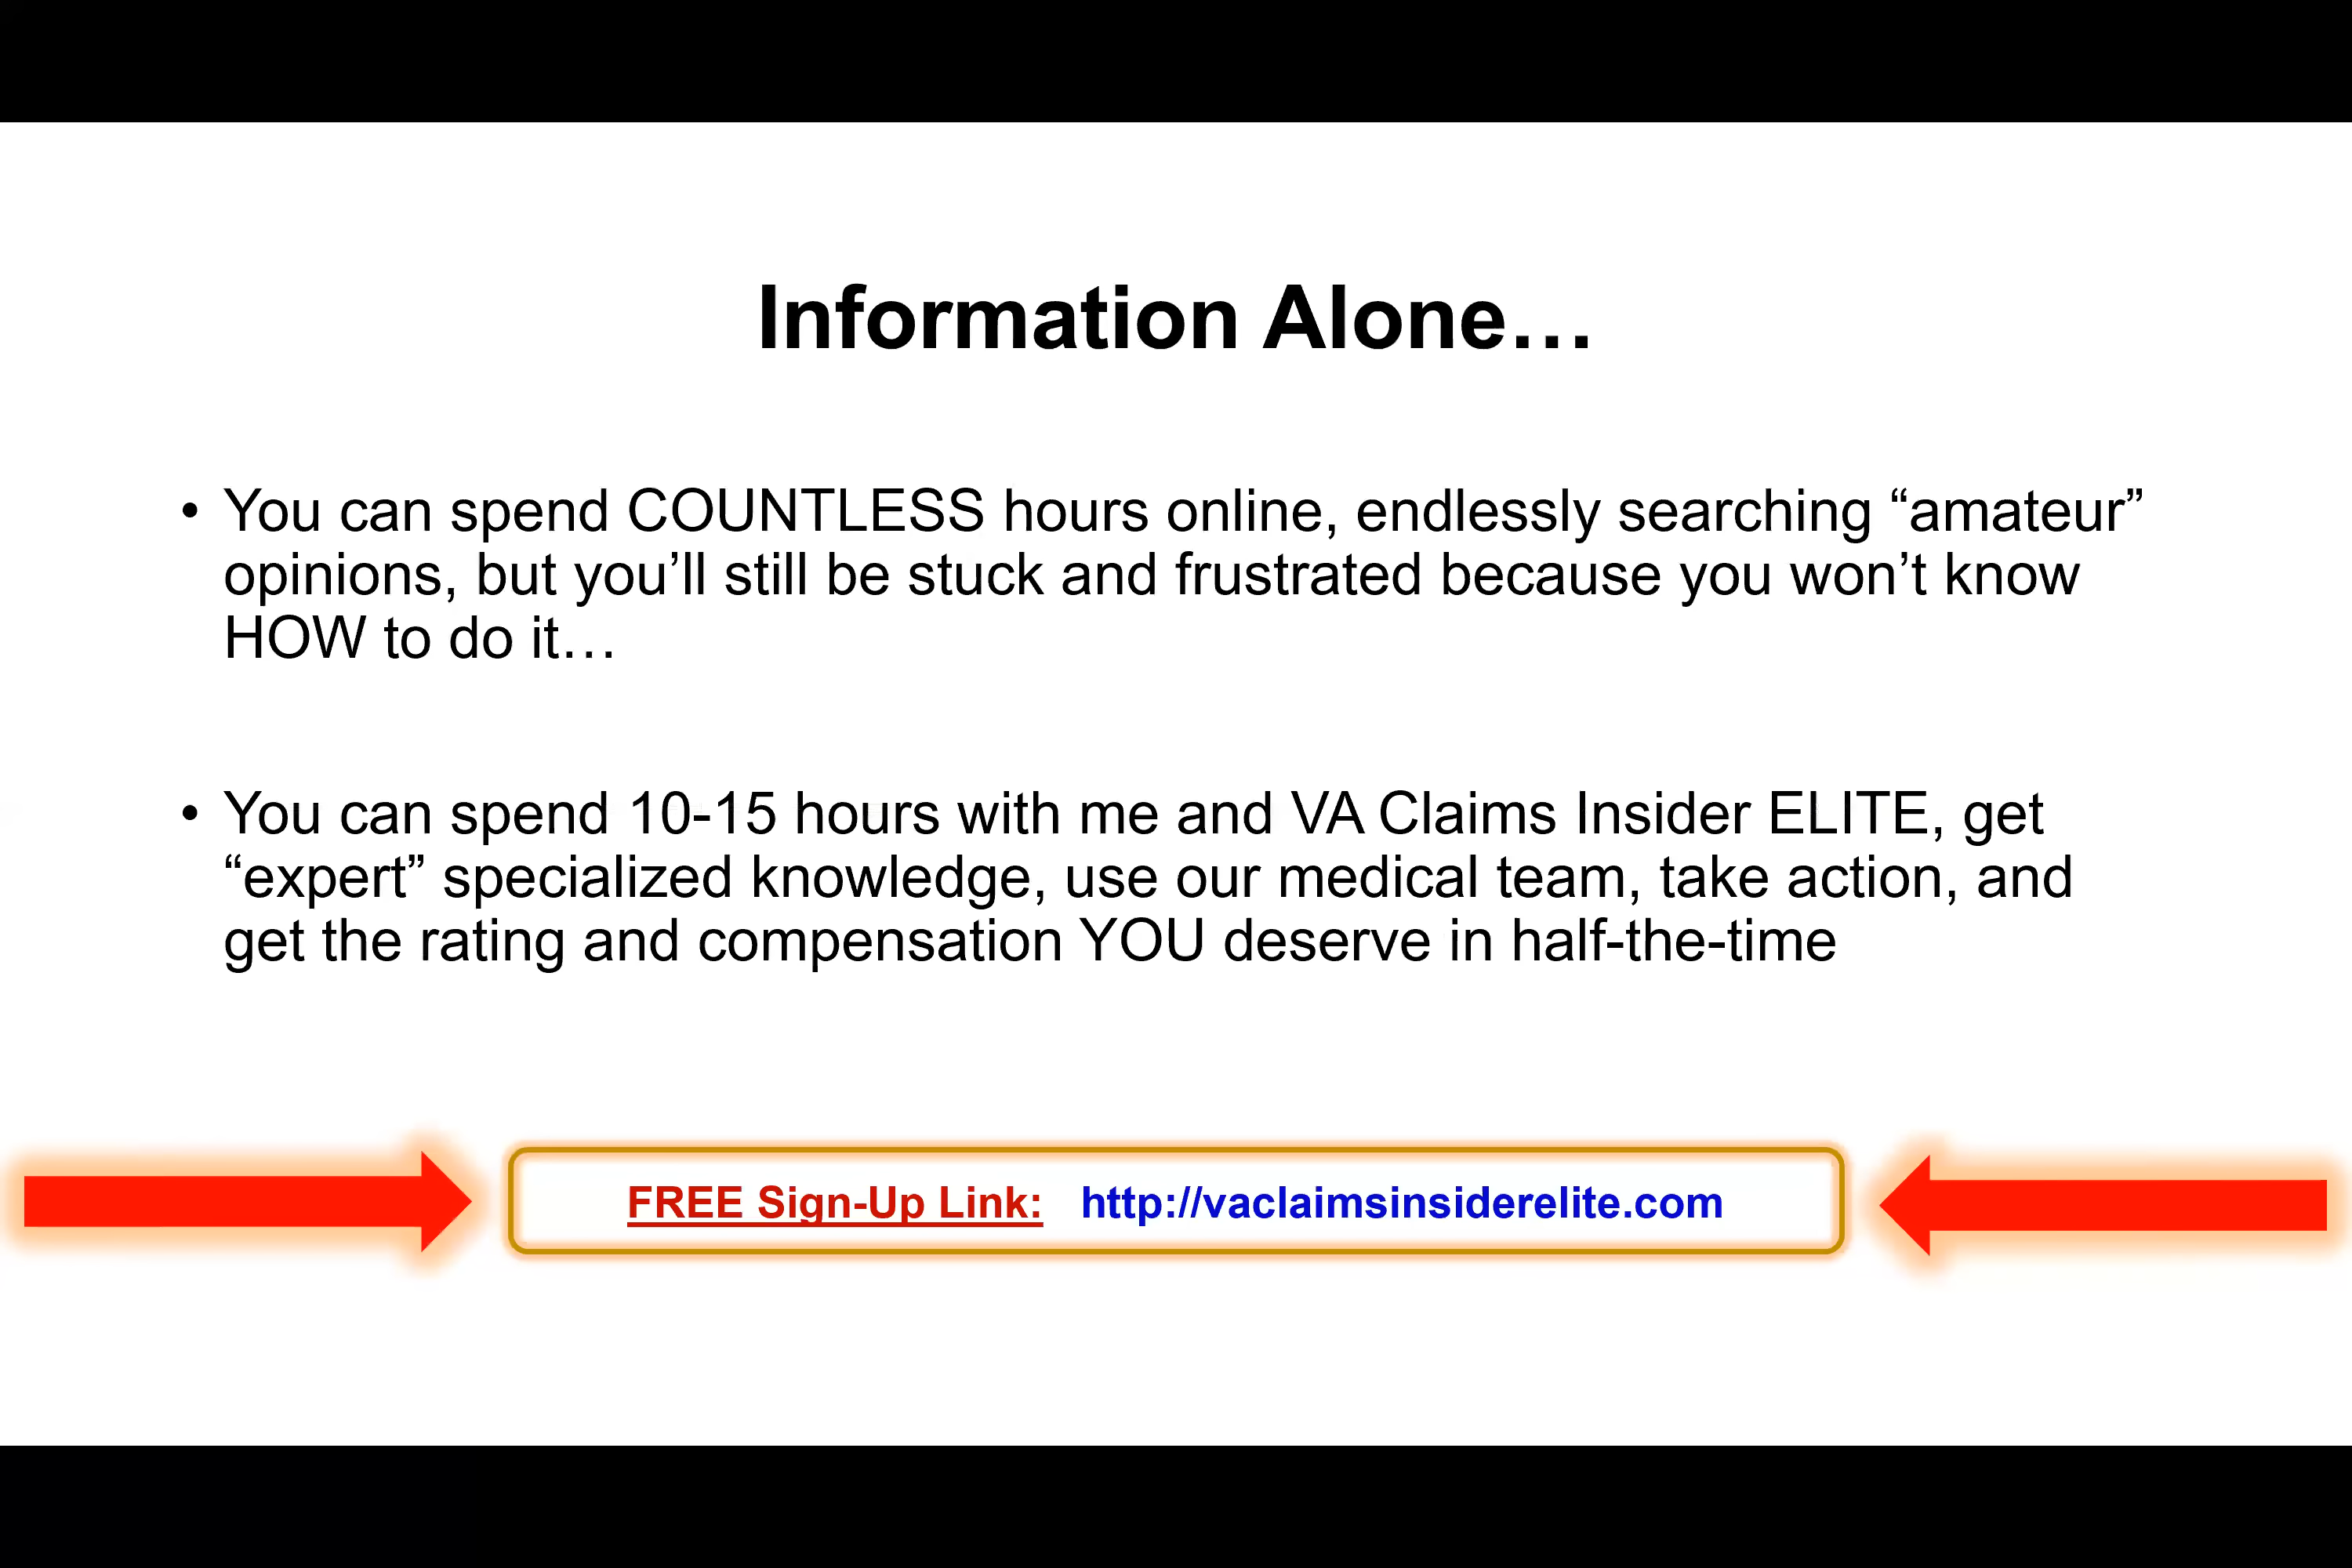 Information Alone…
• You can spend COUNTLESS hours online, endlessly searching “amateur”
opinions, but you’ll still be stuck and frustrated because you won’t know
HOW to do it…
• You can spend 10-15 hours with me and VA Claims Insider ELITE, get
“expert” specialized knowledge, use our medical team, take action, and
get the rating and compensation YOU deserve in half-the-time
FREE Sign-Up Link: http://vaclaimsinsiderelite.com